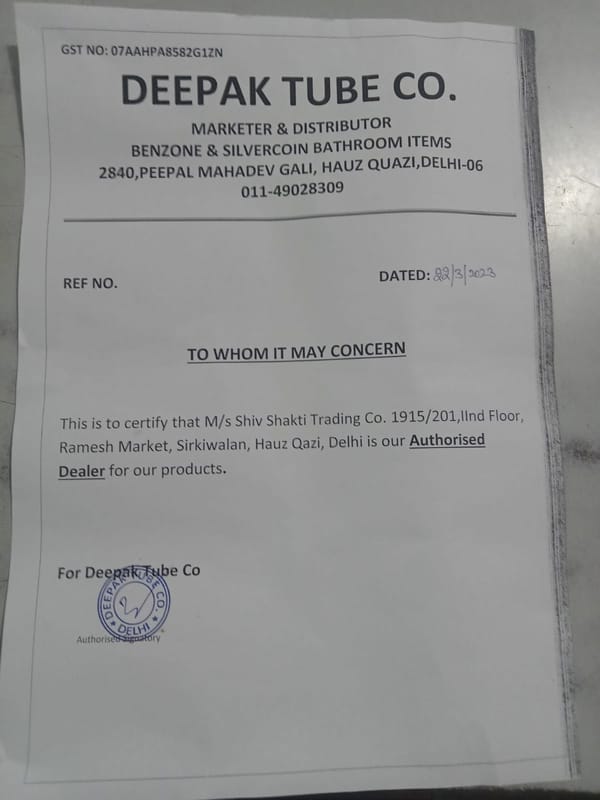 GST NO: 07AAHPA8582G1ZN
DEEPAK TUBE CO.
MARKETER & DISTRIBUTOR
BENZONE & SILVERCOIN BATHROOM ITEMS
2840,PEEPAL MAHADEV GALI, HAUZ QUAZI,DELHI-06
011-49028309
REF NO. DATED: 22/3/2023
TO WHOM IT MAY CONCERN
This is to certify that M/s Shiv Shakti Trading Co. 1915/201,IInd Floor,
Ramesh Market, Sirkiwalan, Hauz Qazi, Delhi is our Authorised
Dealer for our products.
For Deepak Tube Co
DEEPAK TUBE CO.
DELHI
Authorised Signatory